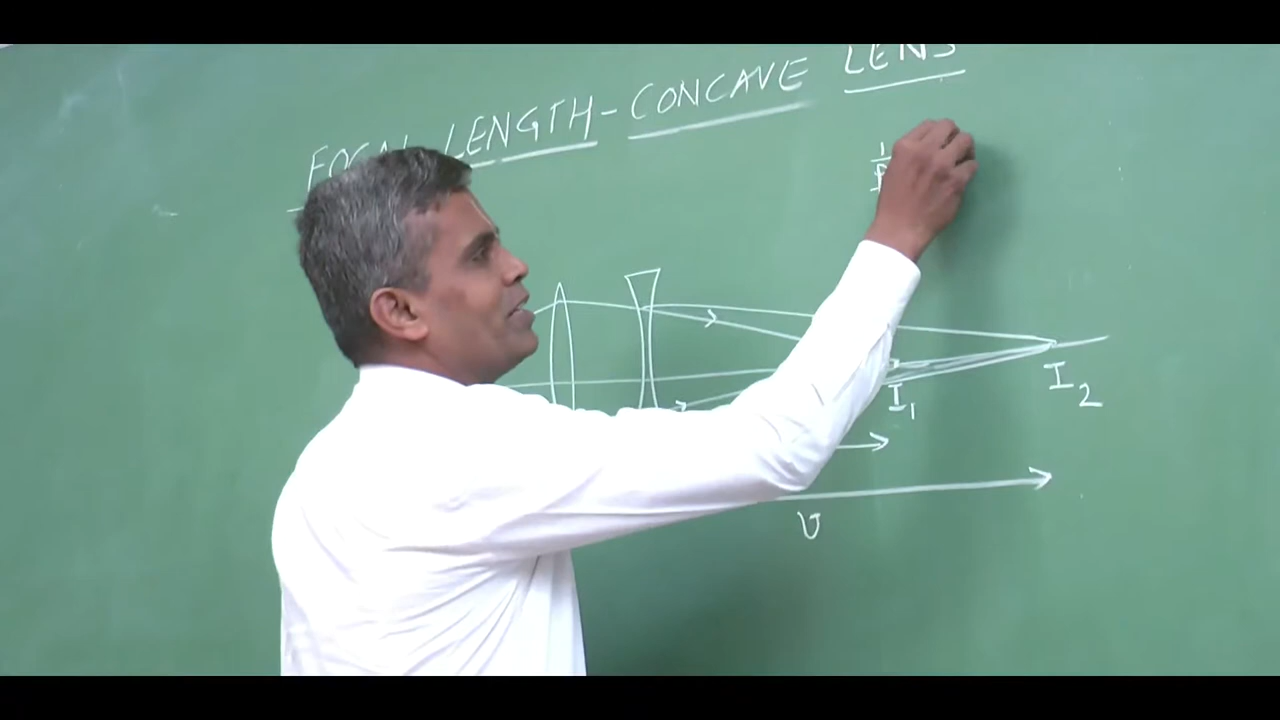 FOCAL LENGTH-CONCAVE LENS
1
I₁
I₂
υ